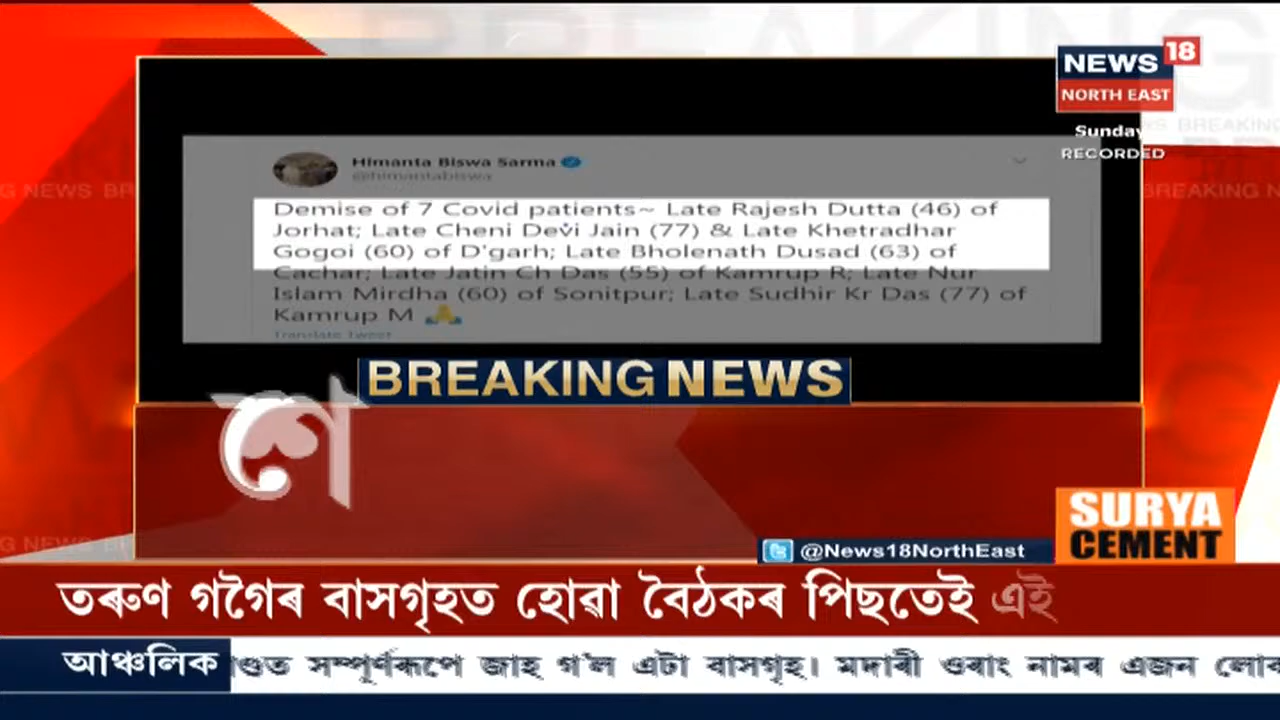 NEWS 18
NORTH EAST
Sunday
RECORDED
Himanta Biswa Sarma
@himantabiswa
Demise of 7 Covid patients~ Late Rajesh Dutta (46) of
Jorhat; Late Cheni Devi Jain (77) & Late Khetradhar
Gogoi (60) of D'garh; Late Bholenath Dusad (63) of
Cachar; Late Jatin Ch Das (55) of Kamrup R; Late Nur
Islam Mirdha (60) of Sonitpur; Late Sudhir Kr Das (77) of
Kamrup M 🙏
Translate Tweet
BREAKING NEWS
শে
SURYA
CEMENT
@News18NorthEast
তৰুণ গগৈৰ বাসগৃহত হোৱা বৈঠকৰ পিছতেই এই
আঞ্চলিক
সম্পূৰ্ণৰূপে জাহ গ'ল এটা বাসগৃহ। মদাৰী ওৰাং নামৰ এজন